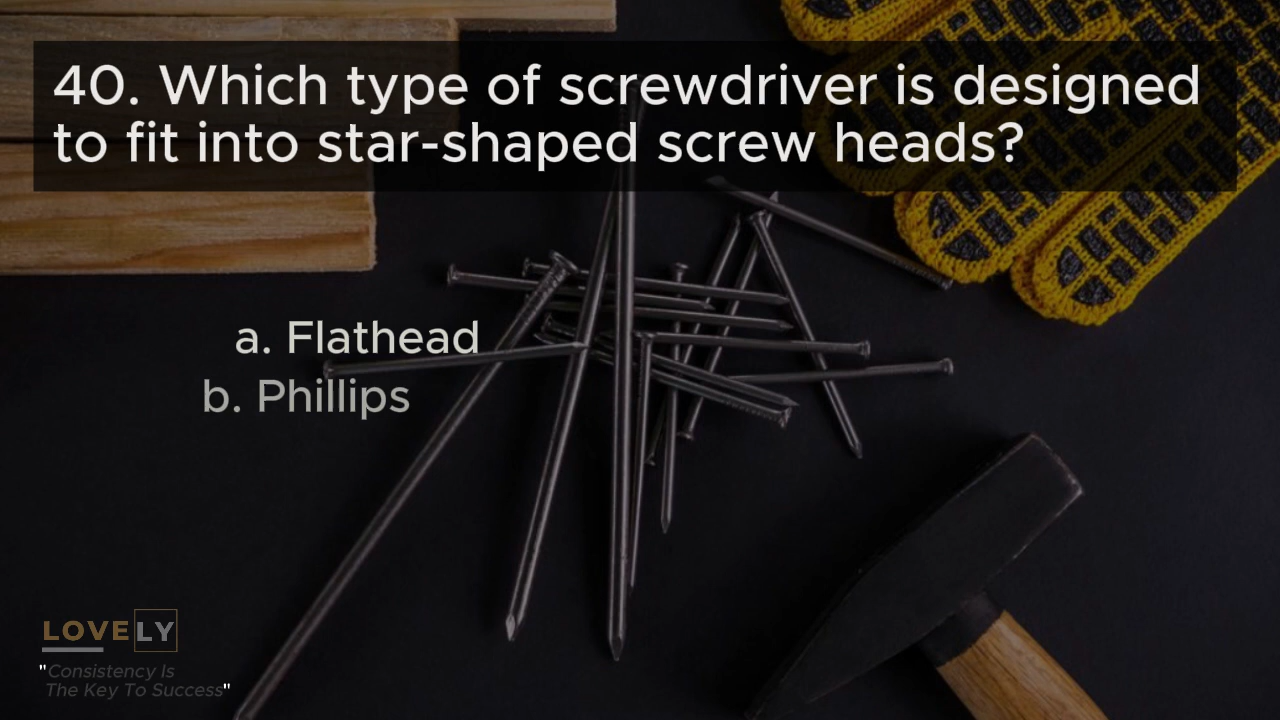 40. Which type of screwdriver is designed
to fit into star-shaped screw heads?
a. Flathead
b. Phillips
LOVELY
"Consistency Is
The Key To Success"